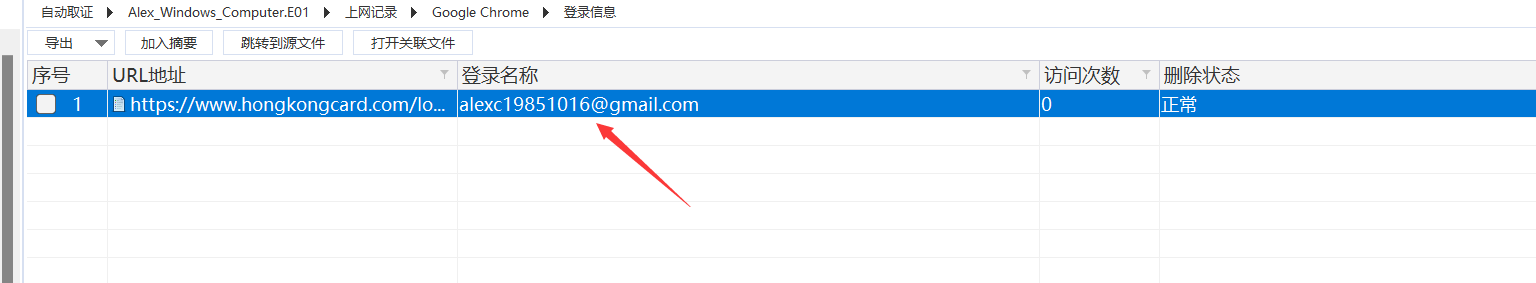 自动取证 Alex_Windows_Computer.E01 上网记录 Google Chrome 登录信息
导出 加入摘要 跳转到源文件 打开关联文件
序号 URL地址 登录名称 访问次数 删除状态
1 https://www.hongkongcard.com/lo... alexc19851016@gmail.com 0 正常